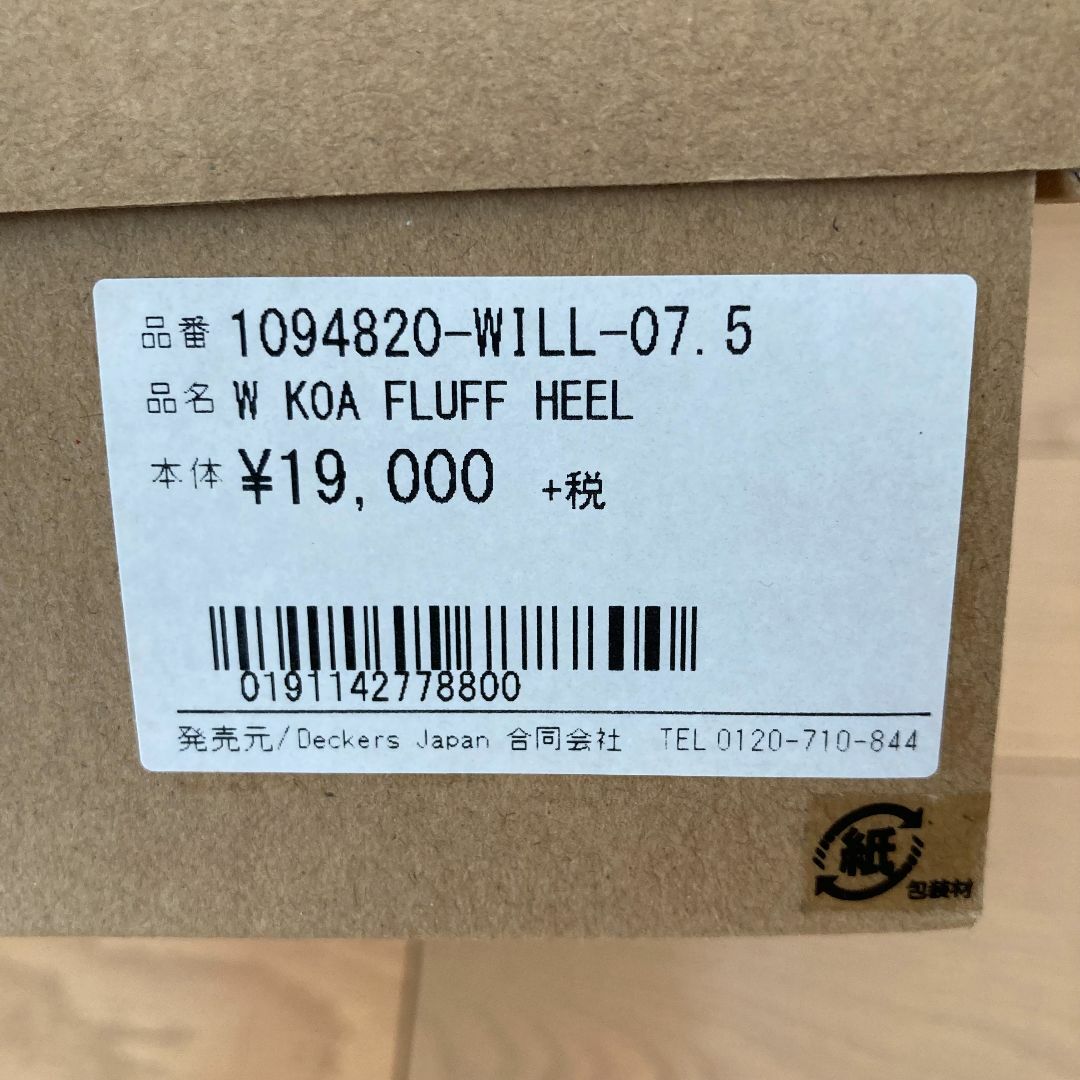 品番 1094820-WILL-07.5
品名 W KOA FLUFF HEEL
本体 ¥19,000 +税
0191142778800
発売元/Deckers Japan 合同会社 TEL 0120-710-844
紙
包装材